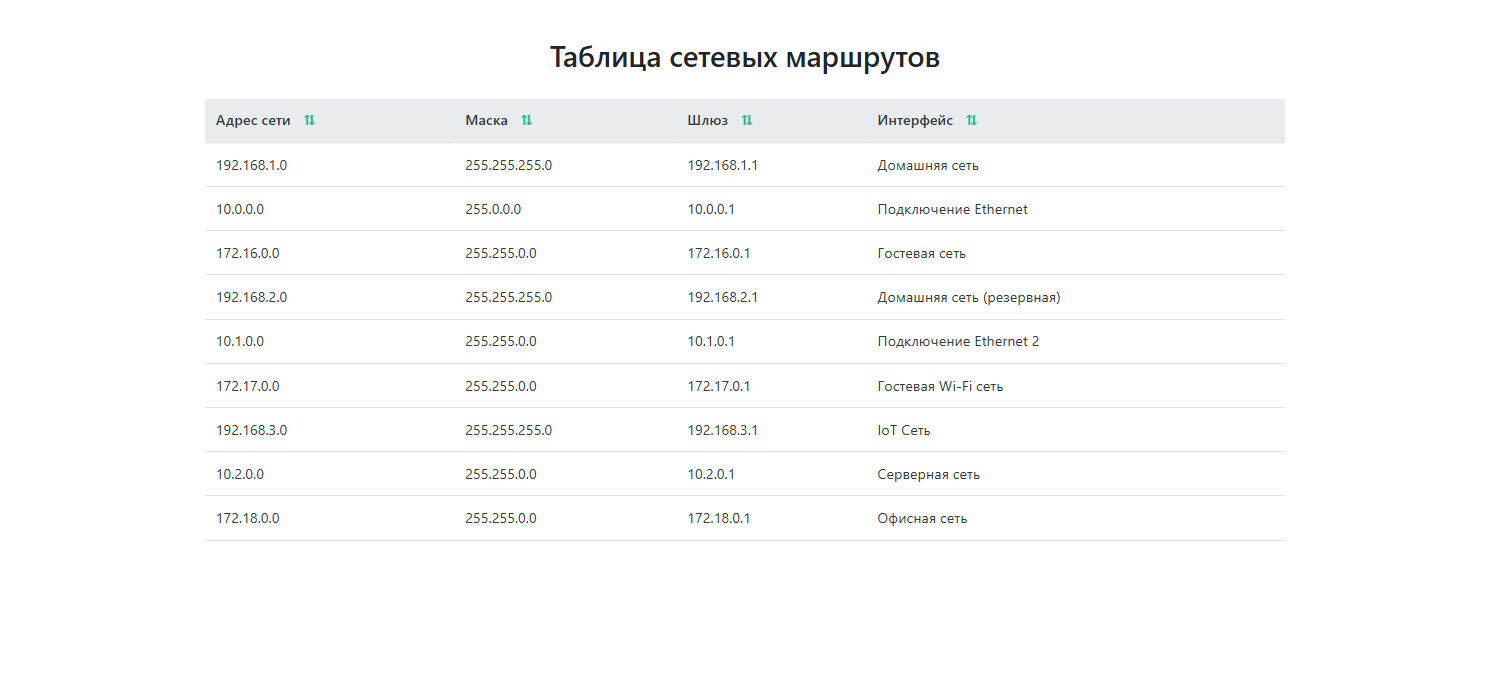 Таблица сетевых маршрутов
Адрес сети Маска Шлюз Интерфейс
192.168.1.0 255.255.255.0 192.168.1.1 Домашняя сеть
10.0.0.0 255.0.0.0 10.0.0.1 Подключение Ethernet
172.16.0.0 255.255.0.0 172.16.0.1 Гостевая сеть
192.168.2.0 255.255.255.0 192.168.2.1 Домашняя сеть (резервная)
10.1.0.0 255.255.0.0 10.1.0.1 Подключение Ethernet 2
172.17.0.0 255.255.0.0 172.17.0.1 Гостевая Wi-Fi сеть
192.168.3.0 255.255.255.0 192.168.3.1 IoT Сеть
10.2.0.0 255.255.0.0 10.2.0.1 Серверная сеть
172.18.0.0 255.255.0.0 172.18.0.1 Офисная сеть